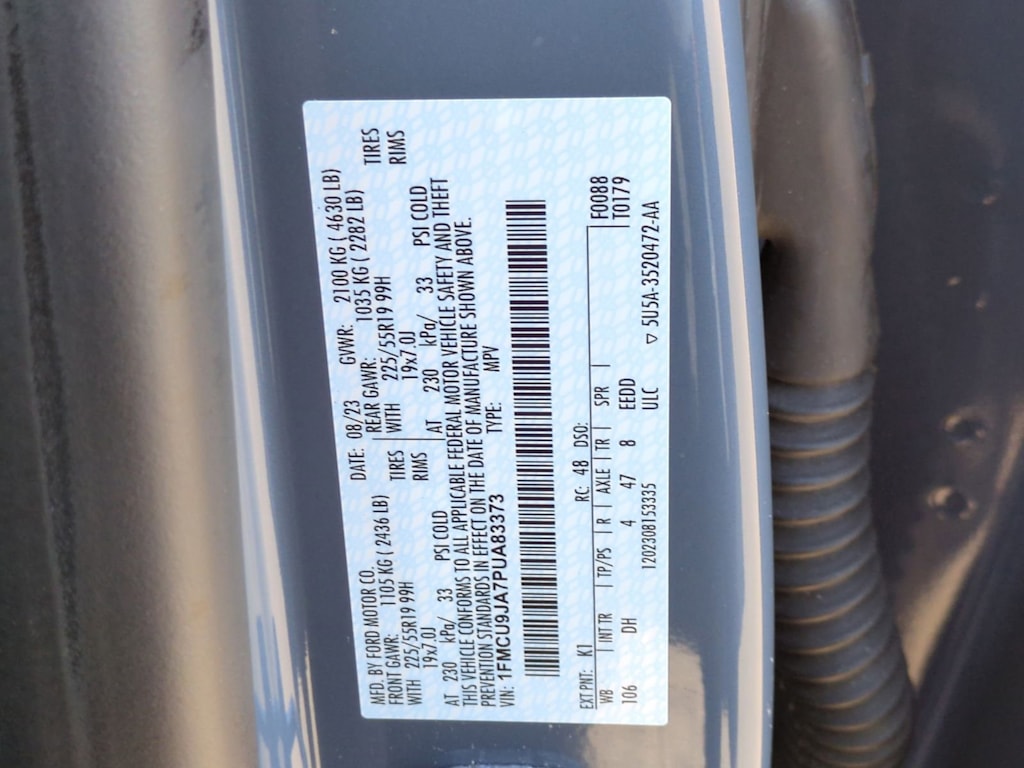 MFD. BY FORD MOTOR CO.
DATE: 08/23 GVWR: 2100 KG ( 4630 LB)
FRONT GAWR: 1105 KG ( 2436 LB) REAR GAWR: 1035 KG ( 2282 LB)
WITH 225/55R19 99H TIRES WITH 225/55R19 99H TIRES
19x7.0J RIMS 19x7.0J RIMS
AT 230 kPa/ 33 PSI COLD AT 230 kPa/ 33 PSI COLD
THIS VEHICLE CONFORMS TO ALL APPLICABLE FEDERAL MOTOR VEHICLE SAFETY AND THEFT
PREVENTION STANDARDS IN EFFECT ON THE DATE OF MANUFACTURE SHOWN ABOVE.
VIN: 1FMCU9JA7PUA83373 TYPE: MPV
EXT PNT: K1 RC: 48 DSO: F0088
WB INT TR TP/PS R AXLE TR SPR T0179
106 DH 4 47 8 EEDD
1202308153335 ULC ▽ 5U5A-3520472-AA